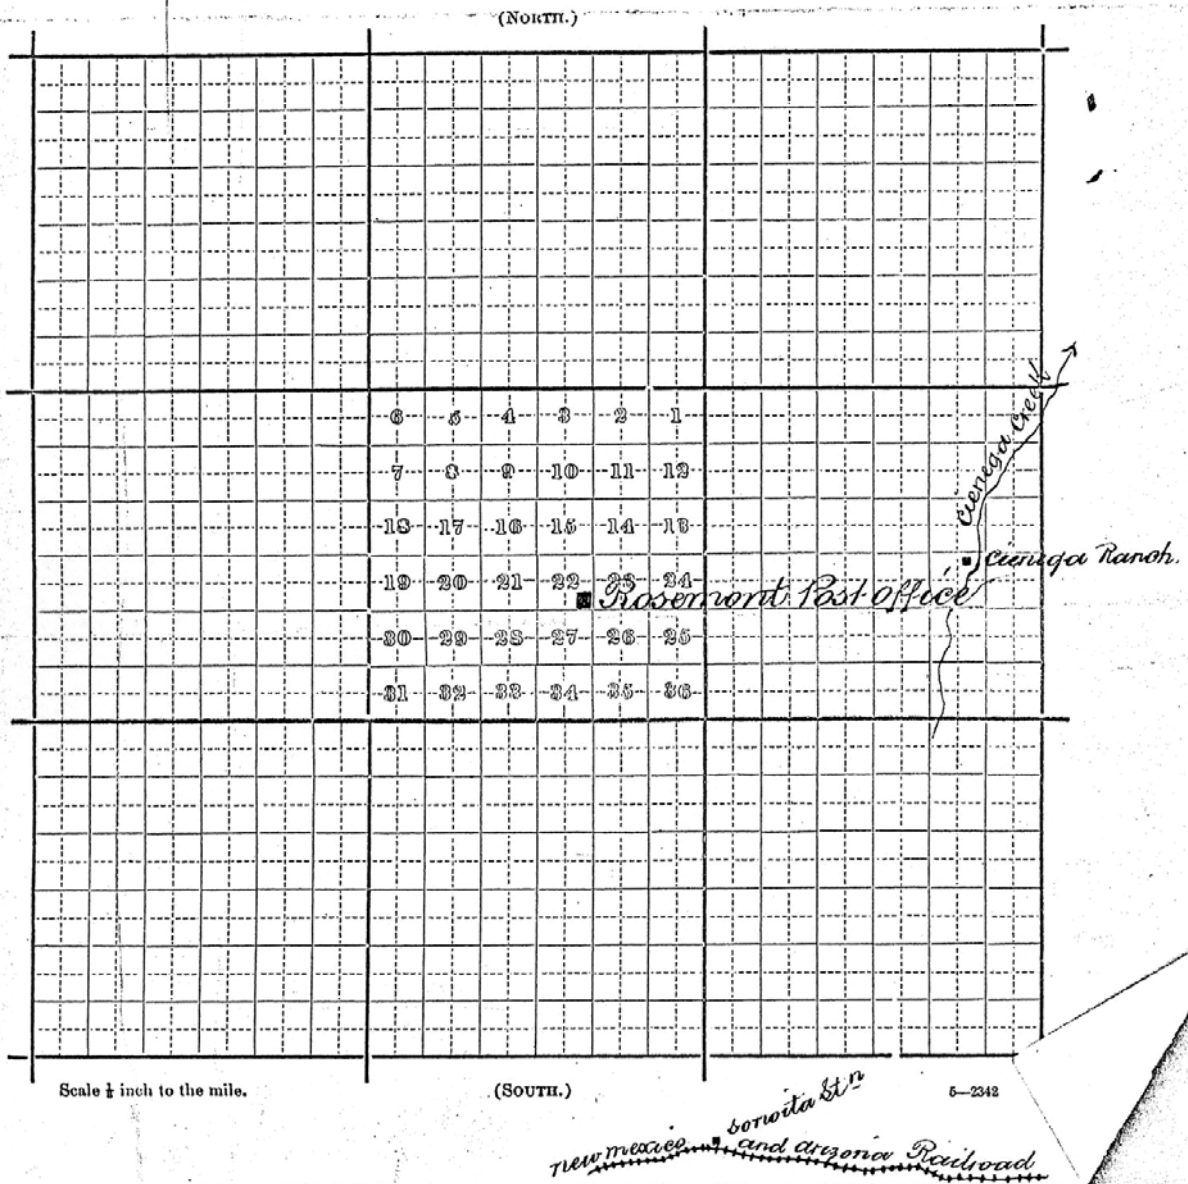 (NORTH.)
6 5 4 3 2 1
7 8 9 10 11 12
18 17 16 15 14 13
19 20 21 22 23 24
30 29 28 27 26 25
31 32 33 34 35 36
Cienega Creek
Cienega Ranch.
Rosemont Post office
Scale ½ inch to the mile.
(SOUTH.)
5—2342
sonoita Stn
new mexico and arizona Railroad